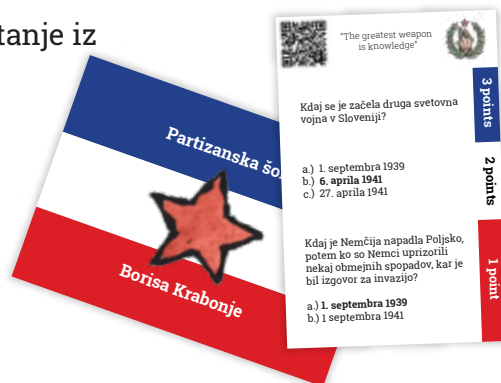 tanje iz
Partizanska
Borisa Krabonje
"The greatest weapon
is knowledge"
3 points
Kdaj se je začela druga svetovna
vojna v Sloveniji?
a.) 1. septembra 1939
b.) 6. aprila 1941
c.) 27. aprila 1941
2 points
Kdaj je Nemčija napadla Poljsko,
potem ko so Nemci uprizorili
nekaj obmejnih spopadov, kar je
bil izgovor za invazijo?
a.) 1. septembra 1939
b.) 1 septembra 1941
1 point